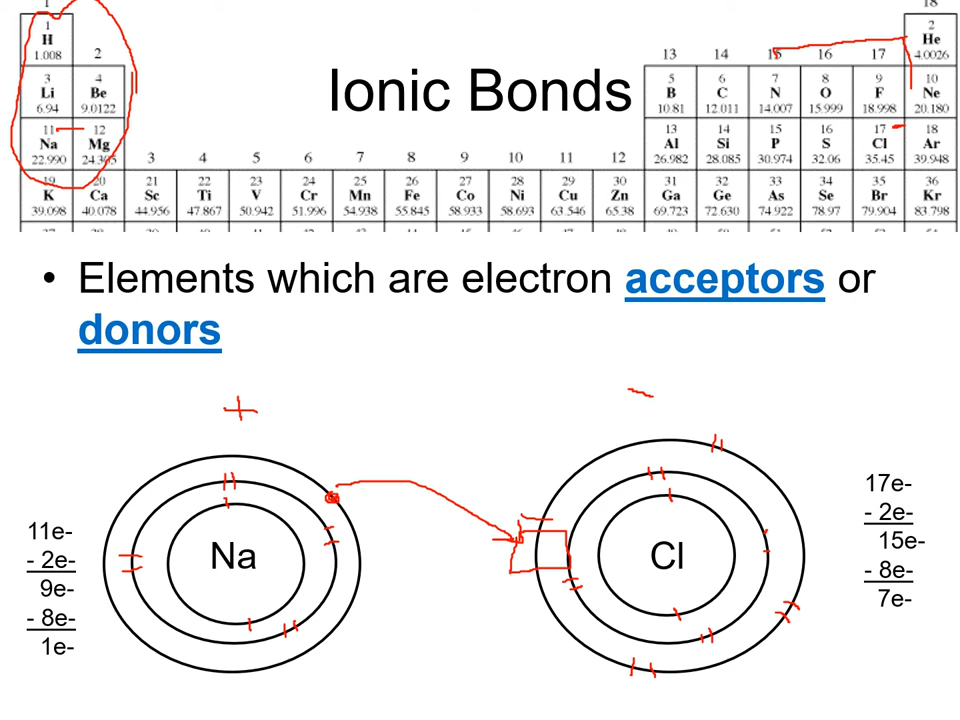 1 18
1 2
H He
1.008 2 13 14 15 16 17 4.0026
3 4 5 6 7 8 9 10
Li Be B C N O F Ne
6.94 9.0122 10.81 12.011 14.007 15.999 18.998 20.180
Ionic Bonds
11 12 13 14 15 16 17 18
Na Mg Al Si P S Cl Ar
22.990 24.305 3 4 5 6 7 8 9 10 11 12 26.982 28.085 30.974 32.06 35.45 39.948
19 20 21 22 23 24 25 26 27 28 29 30 31 32 33 34 35 36
K Ca Sc Ti V Cr Mn Fe Co Ni Cu Zn Ga Ge As Se Br Kr
39.098 40.078 44.956 47.867 50.942 51.996 54.938 55.845 58.933 58.693 63.546 65.38 69.723 72.630 74.922 78.97 79.904 83.798
• Elements which are electron acceptors or
donors
+ −
11e-
- 2e-
9e-
- 8e-
1e-
Na
Cl
17e-
- 2e-
15e-
- 8e-
7e-